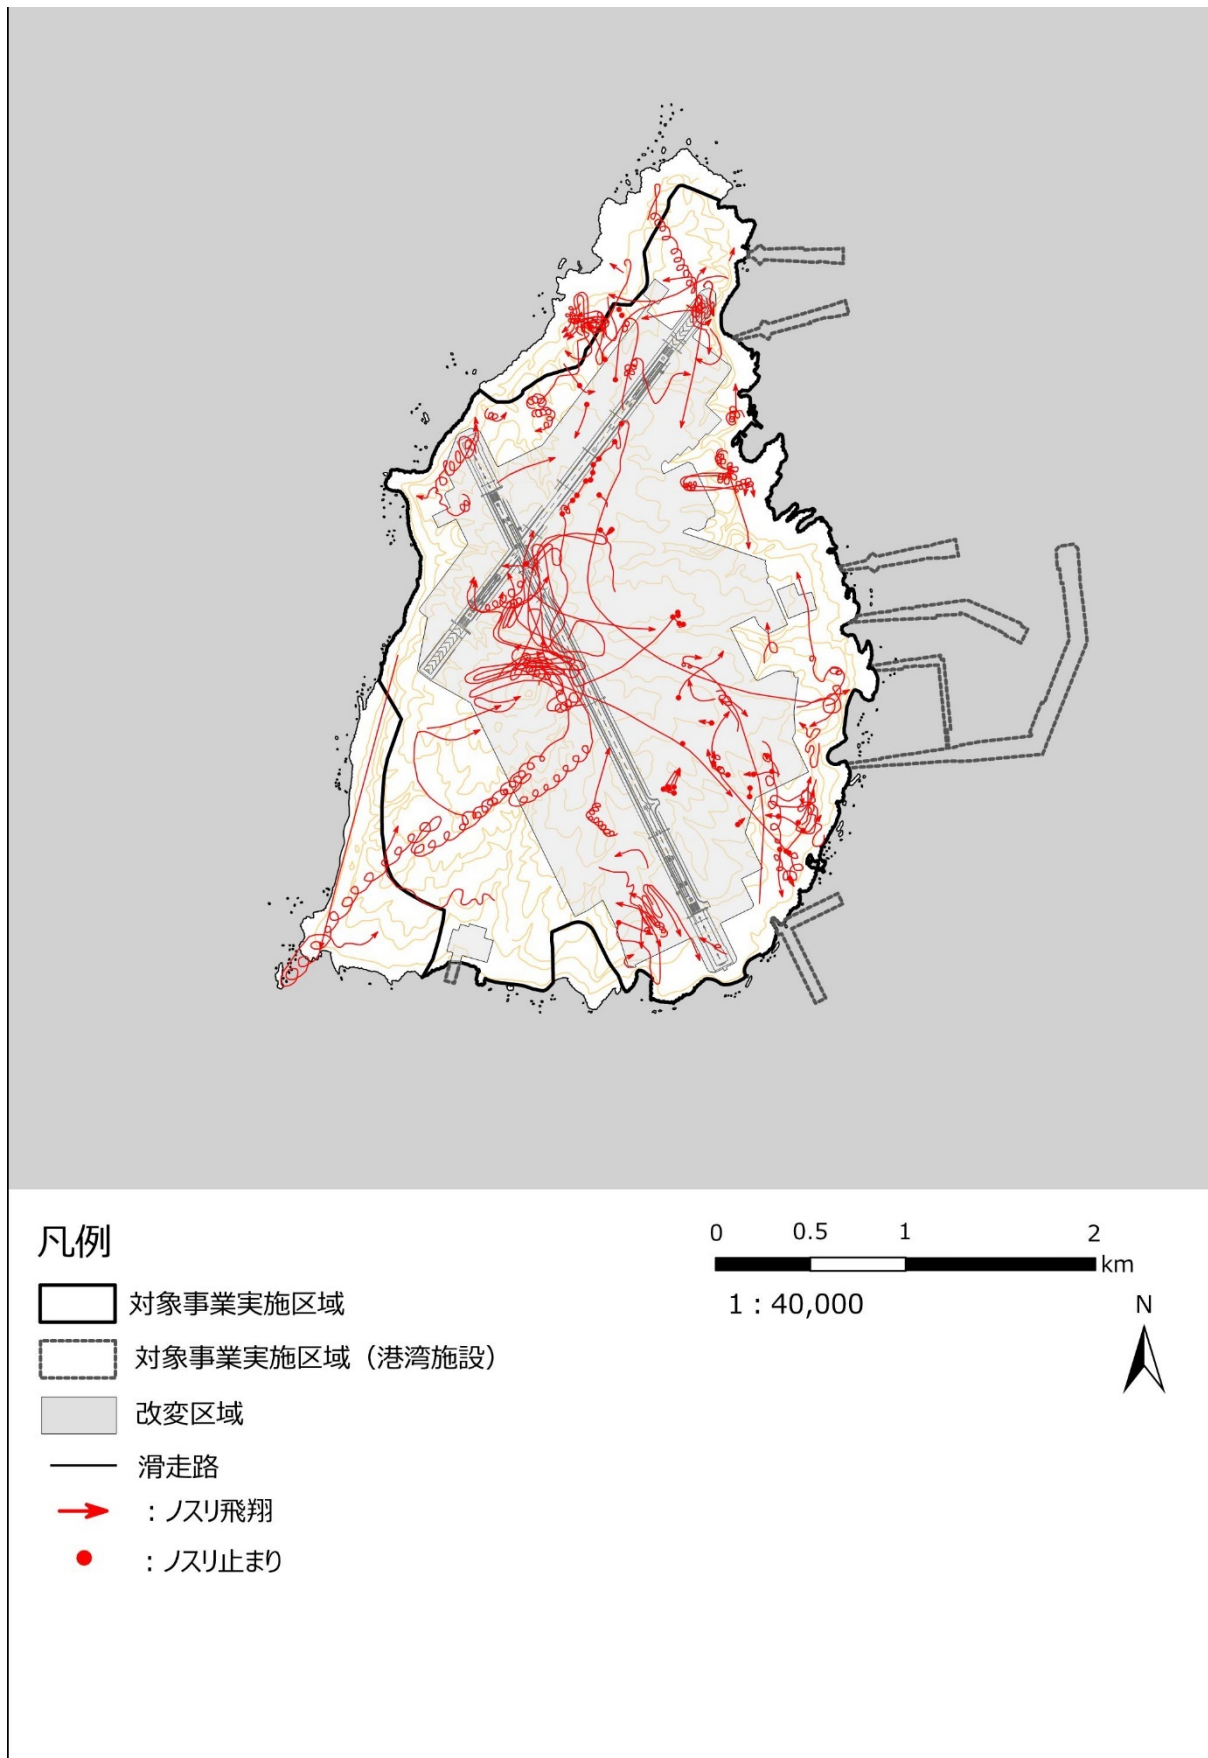 凡例
対象事業実施区域
対象事業実施区域（港湾施設）
改変区域
滑走路
：ノスリ飛翔
：ノスリ止まり
0 0.5 1 2
km
1：40,000
N